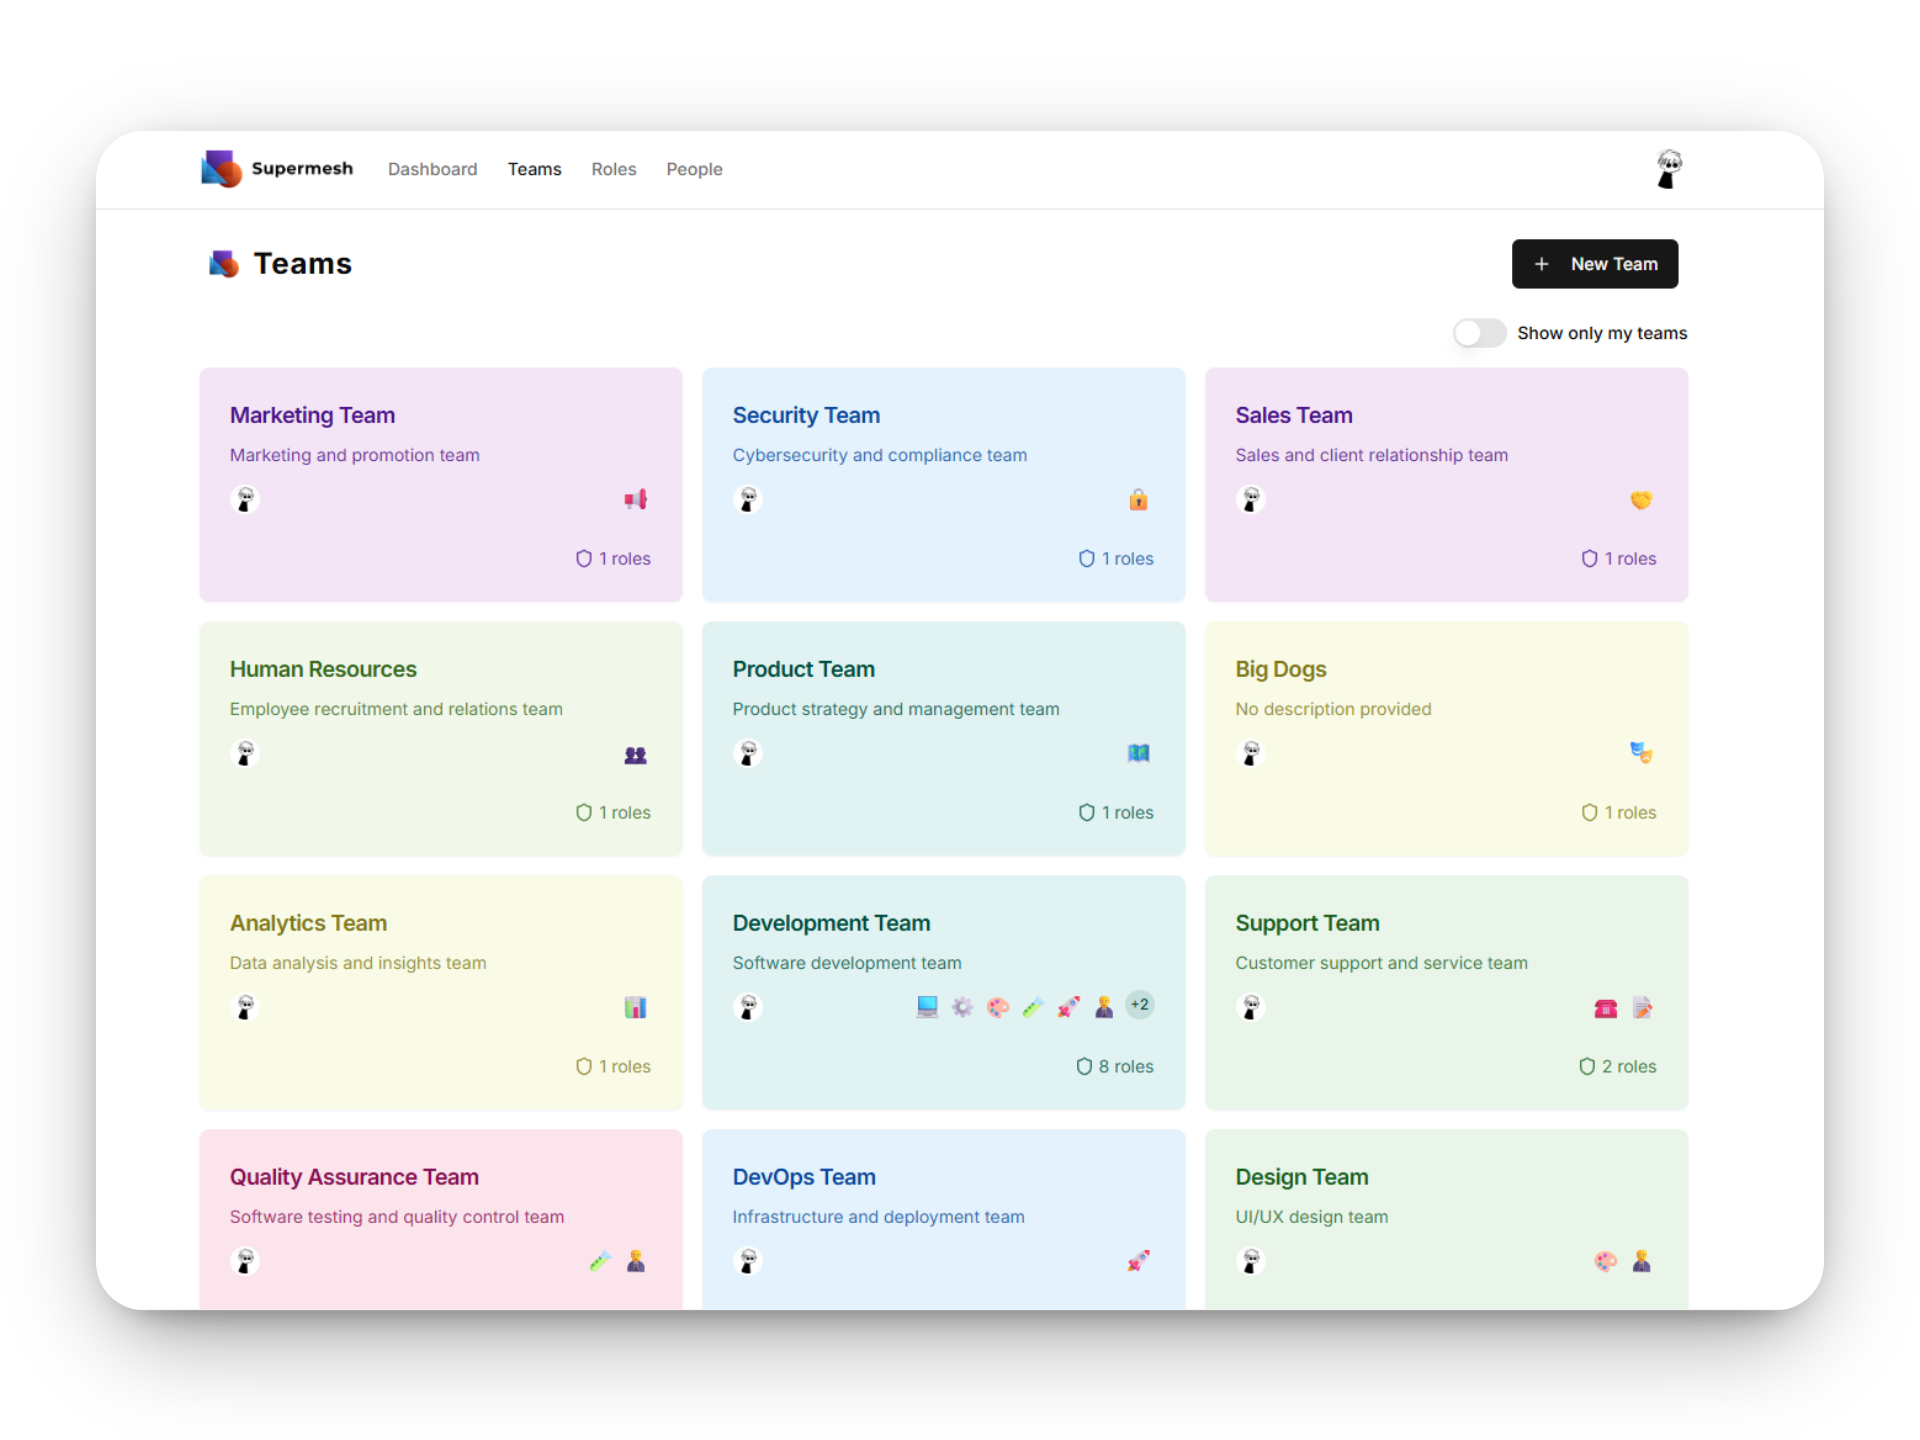 Supermesh Dashboard Teams Roles People
Teams
+ New Team
Show only my teams
Marketing Team
Marketing and promotion team
1 roles
Security Team
Cybersecurity and compliance team
1 roles
Sales Team
Sales and client relationship team
1 roles
Human Resources
Employee recruitment and relations team
1 roles
Product Team
Product strategy and management team
1 roles
Big Dogs
No description provided
1 roles
Analytics Team
Data analysis and insights team
1 roles
Development Team
Software development team
+2
8 roles
Support Team
Customer support and service team
2 roles
Quality Assurance Team
Software testing and quality control team
DevOps Team
Infrastructure and deployment team
Design Team
UI/UX design team